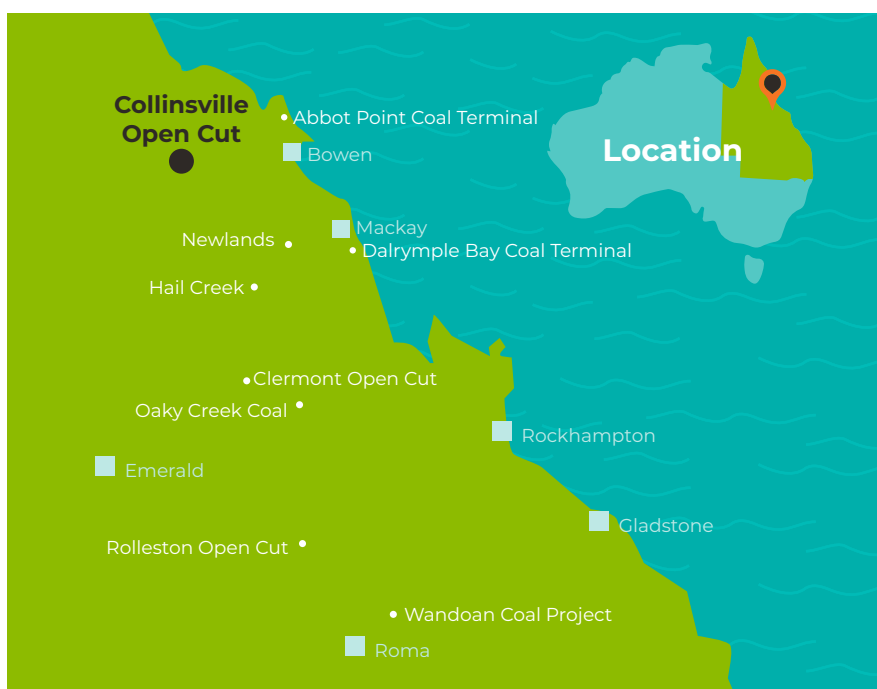 Collinsville
Open Cut
Abbot Point Coal Terminal
Bowen
Location
Mackay
Newlands
Dalrymple Bay Coal Terminal
Hail Creek
Clermont Open Cut
Oaky Creek Coal
Rockhampton
Emerald
Gladstone
Rolleston Open Cut
Wandoan Coal Project
Roma